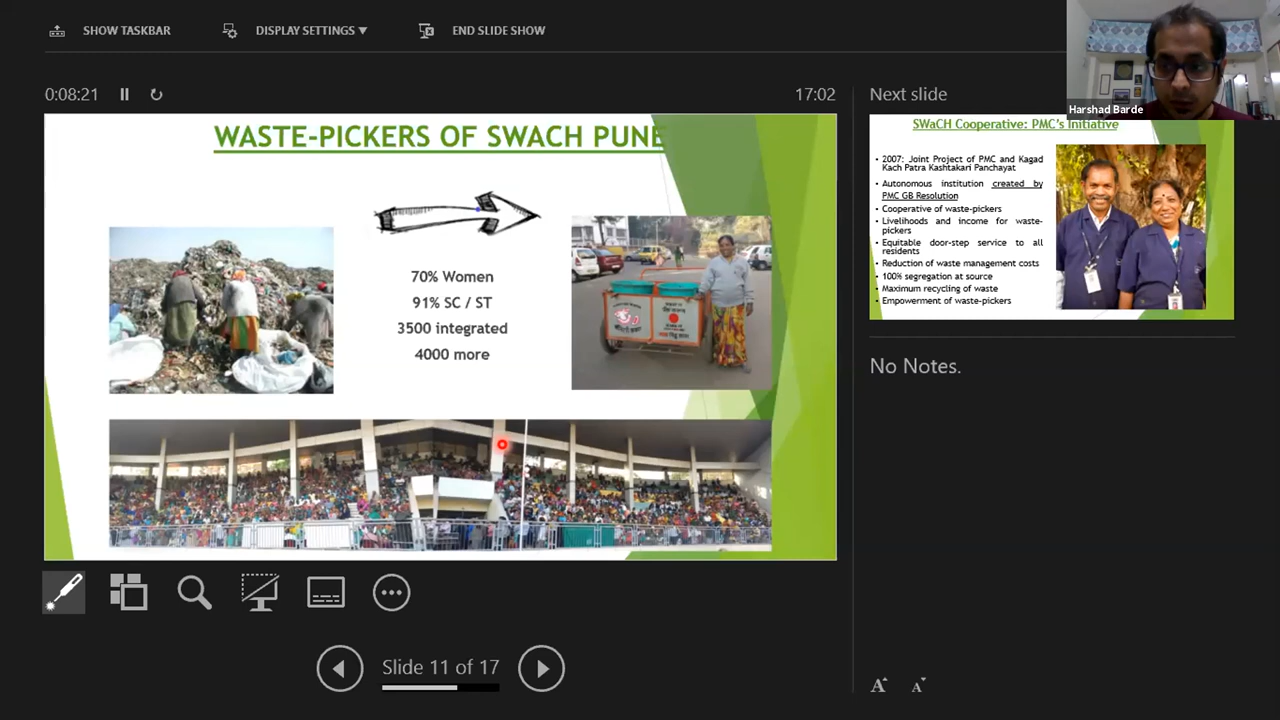 SHOW TASKBAR
DISPLAY SETTINGS ▼
END SLIDE SHOW
Harshad Barde
0:08:21
17:02
Next slide
WASTE-PICKERS OF SWACH PUNE
70% Women
91% SC / ST
3500 integrated
4000 more
SWaCH Cooperative: PMC's Initiative
• 2007: Joint Project of PMC and Kagad
Kach Patra Kashtakari Panchayat
• Autonomous institution created by
PMC GB Resolution
• Cooperative of waste-pickers
• Livelihoods and income for waste-
pickers
• Equitable door-step service to all
residents
• Reduction of waste management costs
• 100% segregation at source
• Maximum recycling of waste
• Empowerment of waste-pickers
No Notes.
Slide 11 of 17
A A